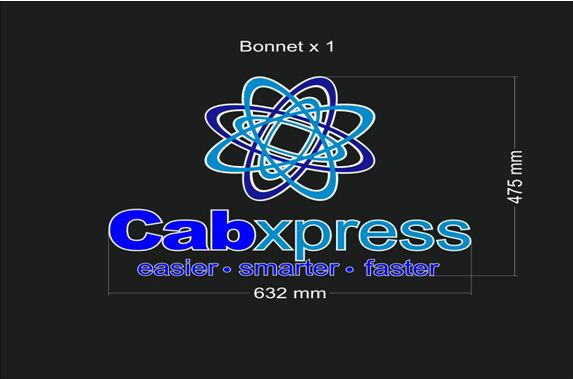 Bonnet x 1
475 mm
Cabxpress
easier • smarter • faster
632 mm